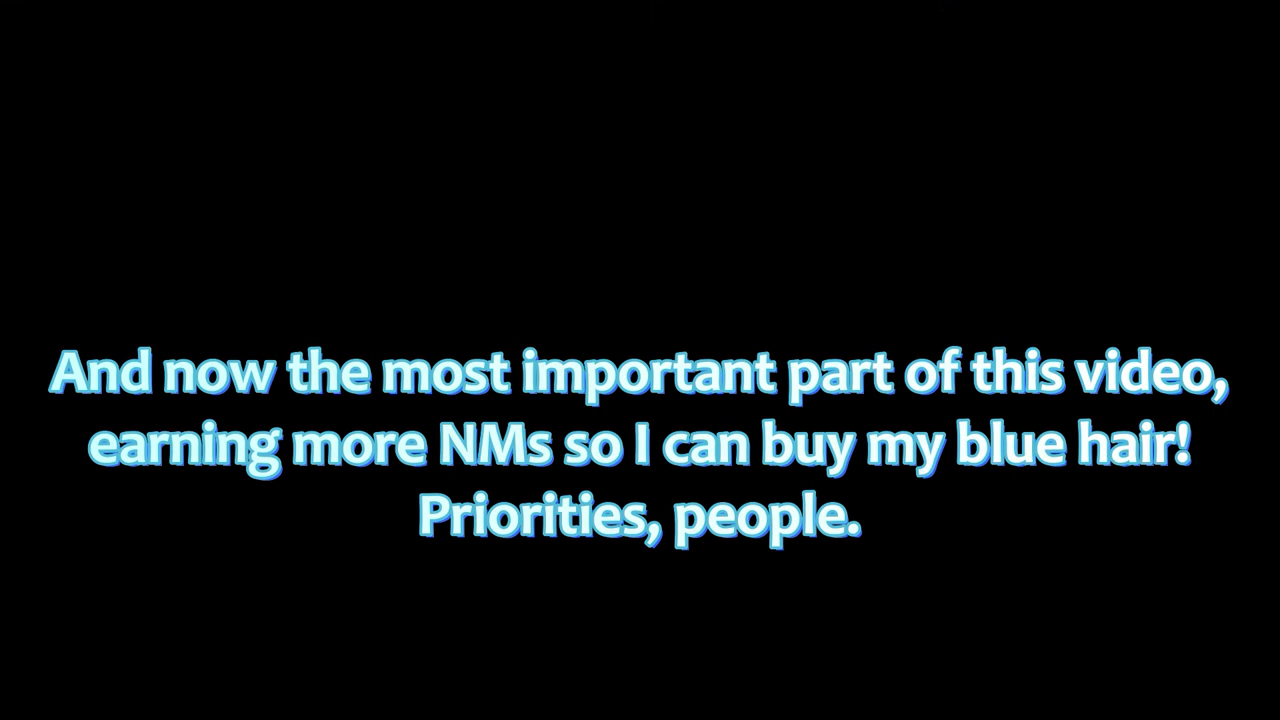 And now the most important part of this video,
earning more NMs so I can buy my blue hair!
Priorities, people.